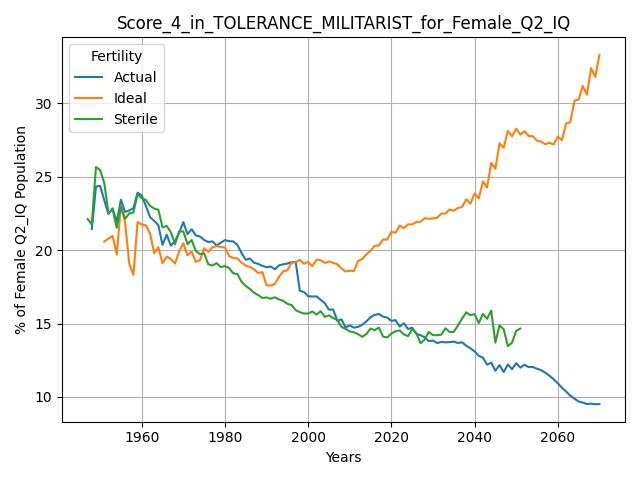 Score_4_in_TOLERANCE_MILITARIST_for_Female_Q2_IQ
Fertility
Actual
Ideal
Sterile
% of Female Q2_IQ Population
30
25
20
15
10
1960
1980
2000
2020
2040
2060
Years